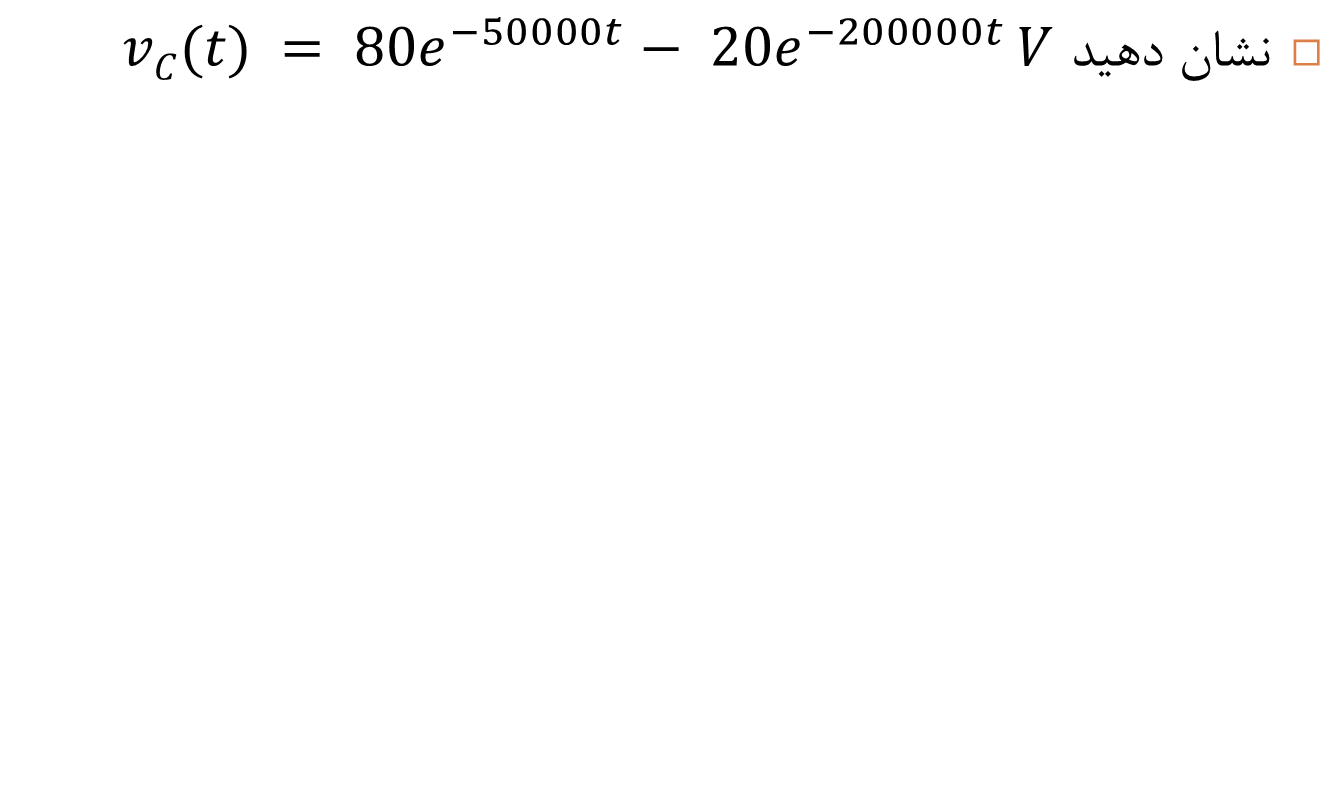 نشان دهید v_C(t) = 80e^{−50000t} − 20e^{−200000t} V